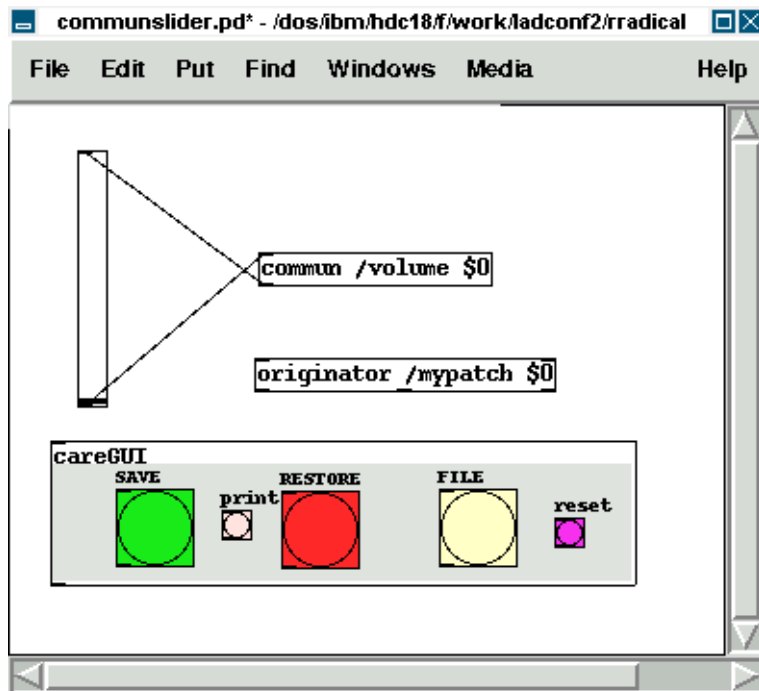 communslider.pd* - /dos/ibm/hdc18/f/work/ladconf2/rradical
File Edit Put Find Windows Media Help
commun /volume $0
originator /mypatch $0
careGUI
SAVE print RESTORE FILE reset